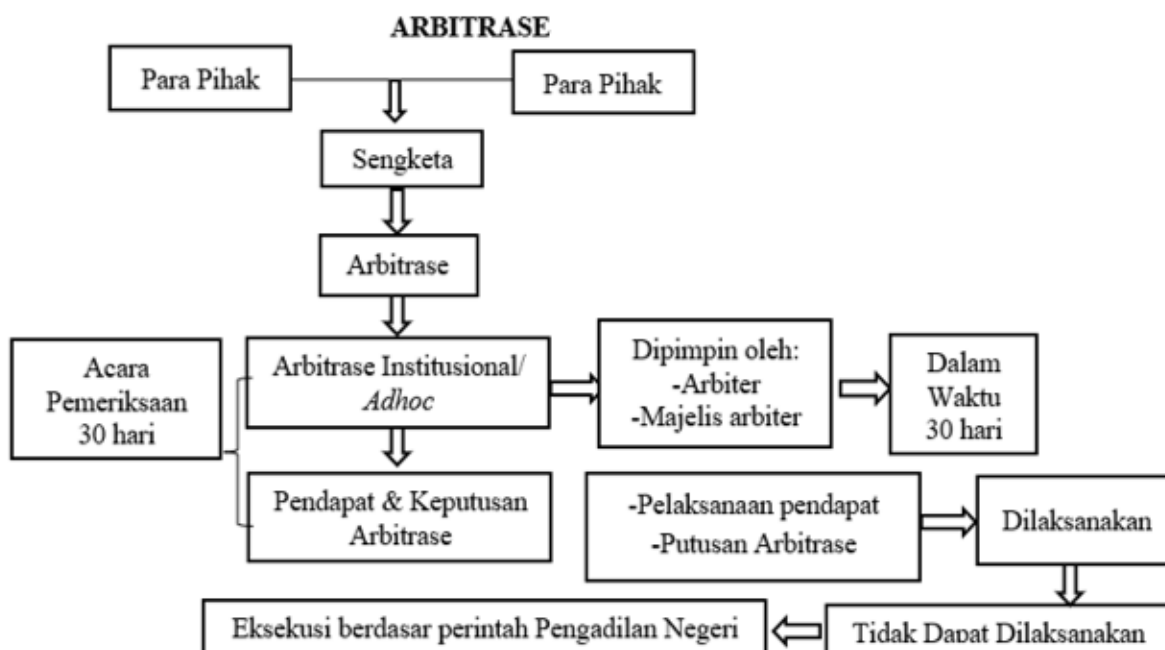 ARBITRASE
Para Pihak
Para Pihak
Sengketa
Arbitrase
Acara
Pemeriksaan
30 hari
Arbitrase Institusional/
Adhoc
Dipimpin oleh:
-Arbiter
-Majelis arbiter
Dalam
Waktu
30 hari
Pendapat & Keputusan
Arbitrase
-Pelaksanaan pendapat
-Putusan Arbitrase
Dilaksanakan
Eksekusi berdasar perintah Pengadilan Negeri
Tidak Dapat Dilaksanakan